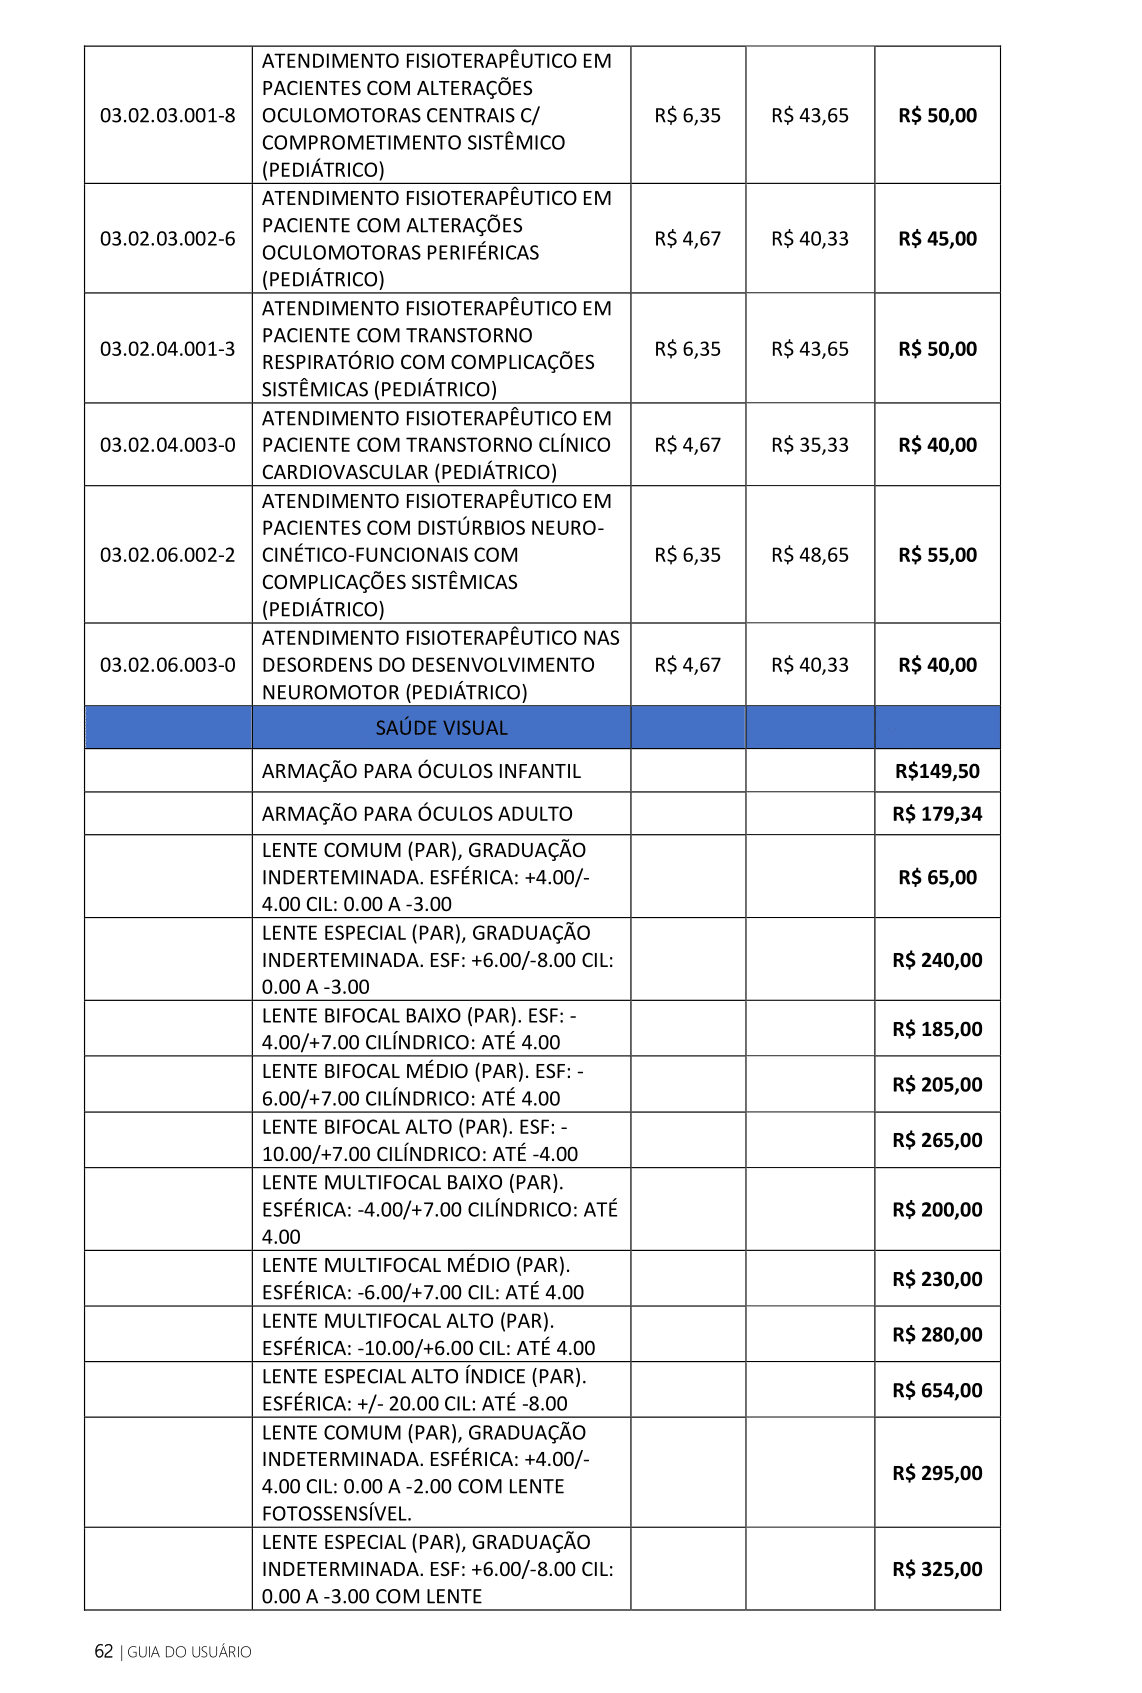 ATENDIMENTO FISIOTERAPÊUTICO EM
PACIENTES COM ALTERAÇÕES
03.02.03.001-8 OCULOMOTORAS CENTRAIS C/ R$ 6,35 R$ 43,65 R$ 50,00
COMPROMETIMENTO SISTÊMICO
(PEDIÁTRICO)
ATENDIMENTO FISIOTERAPÊUTICO EM
PACIENTE COM ALTERAÇÕES
03.02.03.002-6 R$ 4,67 R$ 40,33 R$ 45,00
OCULOMOTORAS PERIFÉRICAS
(PEDIÁTRICO)
ATENDIMENTO FISIOTERAPÊUTICO EM
PACIENTE COM TRANSTORNO
03.02.04.001-3 R$ 6,35 R$ 43,65 R$ 50,00
RESPIRATÓRIO COM COMPLICAÇÕES
SISTÊMICAS (PEDIÁTRICO)
ATENDIMENTO FISIOTERAPÊUTICO EM
03.02.04.003-0 PACIENTE COM TRANSTORNO CLÍNICO R$ 4,67 R$ 35,33 R$ 40,00
CARDIOVASCULAR (PEDIÁTRICO)
ATENDIMENTO FISIOTERAPÊUTICO EM
PACIENTES COM DISTÚRBIOS NEURO-
03.02.06.002-2 CINÉTICO-FUNCIONAIS COM R$ 6,35 R$ 48,65 R$ 55,00
COMPLICAÇÕES SISTÊMICAS
(PEDIÁTRICO)
ATENDIMENTO FISIOTERAPÊUTICO NAS
03.02.06.003-0 DESORDENS DO DESENVOLVIMENTO R$ 4,67 R$ 40,33 R$ 40,00
NEUROMOTOR (PEDIÁTRICO)
SAÚDE VISUAL
ARMAÇÃO PARA ÓCULOS INFANTIL R$149,50
ARMAÇÃO PARA ÓCULOS ADULTO R$ 179,34
LENTE COMUM (PAR), GRADUAÇÃO
INDERTEMINADA. ESFÉRICA: +4.00/- R$ 65,00
4.00 CIL: 0.00 A -3.00
LENTE ESPECIAL (PAR), GRADUAÇÃO
INDERTEMINADA. ESF: +6.00/-8.00 CIL: R$ 240,00
0.00 A -3.00
LENTE BIFOCAL BAIXO (PAR). ESF: -
R$ 185,00
4.00/+7.00 CILÍNDRICO: ATÉ 4.00
LENTE BIFOCAL MÉDIO (PAR). ESF: -
R$ 205,00
6.00/+7.00 CILÍNDRICO: ATÉ 4.00
LENTE BIFOCAL ALTO (PAR). ESF: -
R$ 265,00
10.00/+7.00 CILÍNDRICO: ATÉ -4.00
LENTE MULTIFOCAL BAIXO (PAR).
ESFÉRICA: -4.00/+7.00 CILÍNDRICO: ATÉ R$ 200,00
4.00
LENTE MULTIFOCAL MÉDIO (PAR).
R$ 230,00
ESFÉRICA: -6.00/+7.00 CIL: ATÉ 4.00
LENTE MULTIFOCAL ALTO (PAR).
R$ 280,00
ESFÉRICA: -10.00/+6.00 CIL: ATÉ 4.00
LENTE ESPECIAL ALTO ÍNDICE (PAR).
R$ 654,00
ESFÉRICA: +/- 20.00 CIL: ATÉ -8.00
LENTE COMUM (PAR), GRADUAÇÃO
INDETERMINADA. ESFÉRICA: +4.00/-
R$ 295,00
4.00 CIL: 0.00 A -2.00 COM LENTE
FOTOSSENSÍVEL.
LENTE ESPECIAL (PAR), GRADUAÇÃO
INDETERMINADA. ESF: +6.00/-8.00 CIL: R$ 325,00
0.00 A -3.00 COM LENTE
62 | GUIA DO USUÁRIO